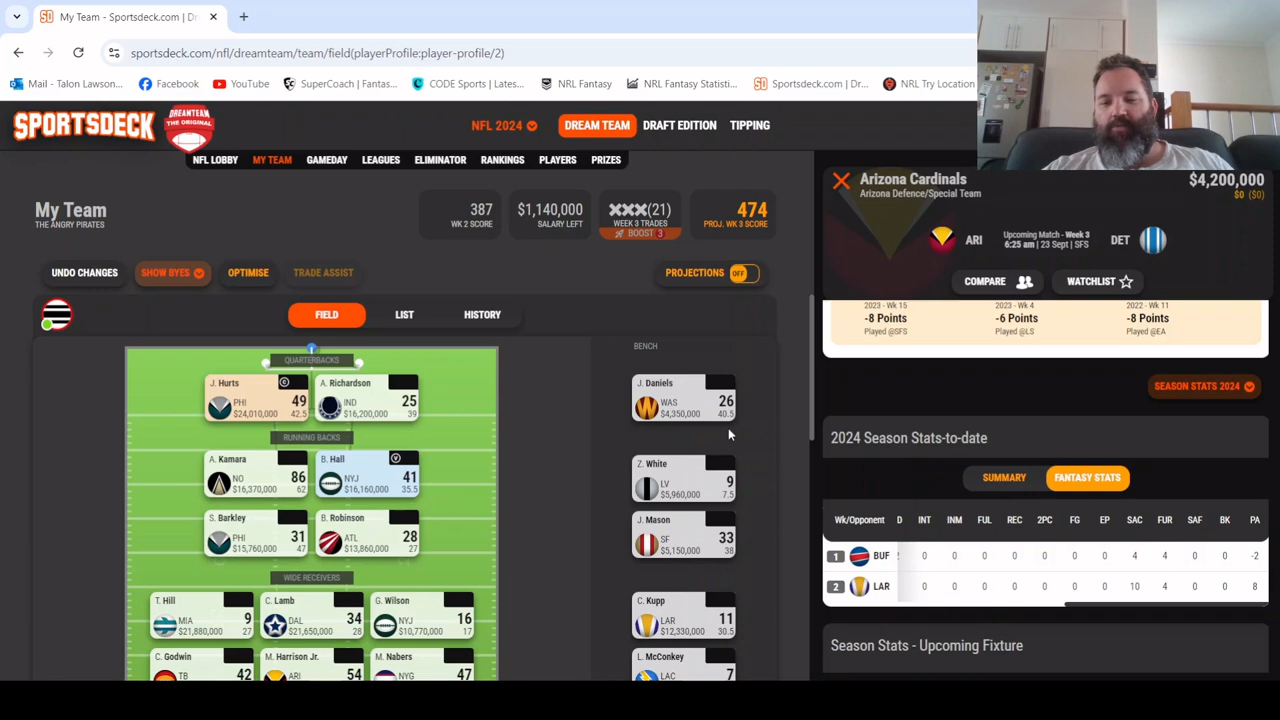 My Team - Sportsdeck.com | Dr
sportsdeck.com/nfl/dreamteam/team/field(playerProfile:player-profile/2)
Mail - Talon Lawson... Facebook YouTube SuperCoach | Fantas... CODE Sports | Lates... NRL Fantasy NRL Fantasy Statisti... Sportsdeck.com | Dr... NRL Try Location
SPORTSDECK DREAMTEAM THE ORIGINAL NFL 2024 DREAM TEAM DRAFT EDITION TIPPING
NFL LOBBY MY TEAM GAMEDAY LEAGUES ELIMINATOR RANKINGS PLAYERS PRIZES
My Team
THE ANGRY PIRATES
387
WK 2 SCORE
$1,140,000
SALARY LEFT
XXX(21)
WEEK 3 TRADES
BOOST 3
474
PROJ. WK 3 SCORE
UNDO CHANGES SHOW BYES OPTIMISE TRADE ASSIST PROJECTIONS OFF
FIELD LIST HISTORY
QUARTERBACKS
J. Hurts C
PHI 49
$24,010,000 42.5
A. Richardson
IND 25
$16,200,000 39
RUNNING BACKS
A. Kamara
NO 86
$16,370,000 62
B. Hall V
NYJ 41
$16,160,000 35.5
S. Barkley
PHI 31
$15,760,000 47
B. Robinson
ATL 28
$13,860,000 27
WIDE RECEIVERS
T. Hill
MIA 9
$21,880,000 27
C. Lamb
DAL 34
$21,650,000 28
G. Wilson
NYJ 16
$10,770,000 17
C. Godwin
TB 42
M. Harrison Jr.
ARI 54
M. Nabers
NYG 47
BENCH
J. Daniels
WAS 26
$4,350,000 40.5
Z. White
LV 9
$5,960,000 7.5
J. Mason
SF 33
$5,150,000 38
C. Kupp
LAR 11
$12,330,000 30.5
L. McConkey
LAC 7
Arizona Cardinals $4,200,000
Arizona Defence/Special Team $0 ($0)
ARI
Upcoming Match - Week 3
6:25 am | 23 Sept | SFS
DET
COMPARE WATCHLIST
2023 - Wk 15 2023 - Wk 4 2022 - Wk 11
-8 Points -6 Points -8 Points
Played @SFS Played @LS Played @EA
SEASON STATS 2024
2024 Season Stats-to-date
SUMMARY FANTASY STATS
Wk/Opponent D INT INM FUL REC 2PC FG EP SAC FUR SAF BK PA
1 BUF 0 0 0 0 0 0 0 4 4 0 0 -2
2 LAR 0 0 0 0 0 0 0 10 4 0 0 8
Season Stats - Upcoming Fixture